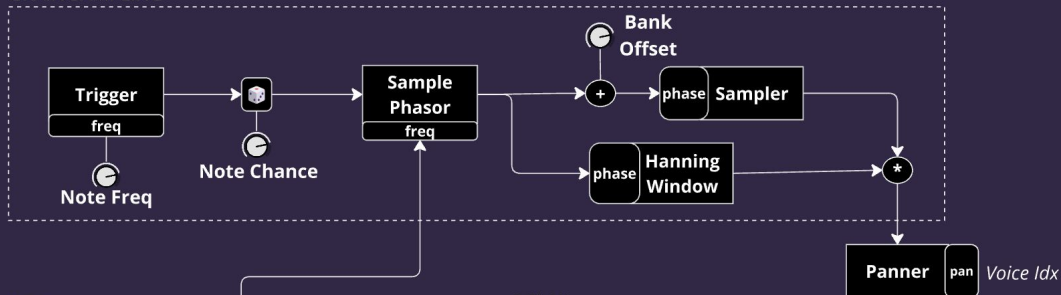 Bank
Offset
Trigger
freq
Note Freq
Note Chance
Sample
Phasor
freq
+
phase
Sampler
phase
Hanning
Window
*
Panner
pan
Voice Idx